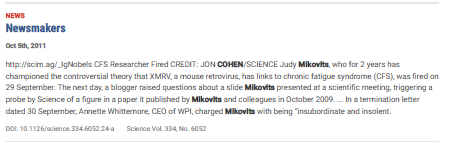 NEWS
Newsmakers
Oct 5th, 2011
http://scim.ag/_IgNobels CFS Researcher Fired CREDIT: JON COHEN/SCIENCE Judy Mikovits, who for 2 years has
championed the controversial theory that XMRV, a mouse retrovirus, has links to chronic fatigue syndrome (CFS), was fired on
29 September. The next day, a blogger raised questions about a slide Mikovits presented at a scientific meeting, triggering a
probe by Science of a figure in a paper it published by Mikovits and colleagues in October 2009. ... In a termination letter
dated 30 September, Annette Whittemore, CEO of WPI, charged Mikovits with being "insubordinate and insolent.
DOI: 10.1126/science.334.6052.24-a Science Vol. 334, No. 6052